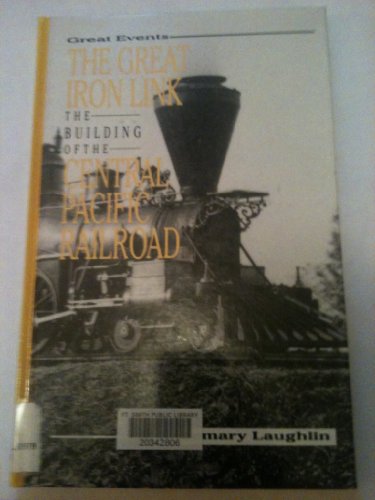 Great Events
THE GREAT
IRON LINK
THE
BUILDING
OF THE
CENTRAL
PACIFIC
RAILROAD
FT. SMITH PUBLIC LIBRARY
20342806
mary Laughlin